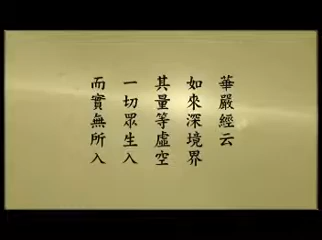 華嚴經云
如來深境界
其量等虛空
一切眾生入
而實無所入